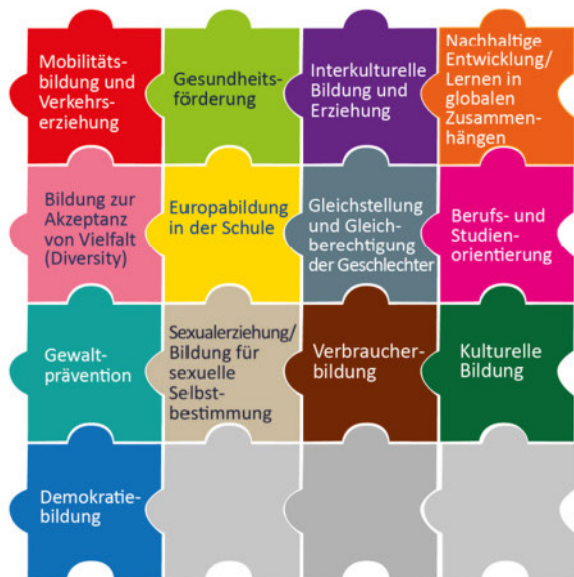 Mobilitäts-
bildung und
Verkehrs-
erziehung
Gesundheits-
förderung
Interkulturelle
Bildung und
Erziehung
Nachhaltige
Entwicklung/
Lernen in
globalen
Zusammen-
hängen
Bildung zur
Akzeptanz
von Vielfalt
(Diversity)
Europabildung
in der Schule
Gleichstellung
und Gleich-
berechtigung
der Geschlechter
Berufs- und
Studien-
orientierung
Gewalt-
prävention
Sexualerziehung/
Bildung für
sexuelle
Selbst-
bestimmung
Verbraucher-
bildung
Kulturelle
Bildung
Demokratie-
bildung